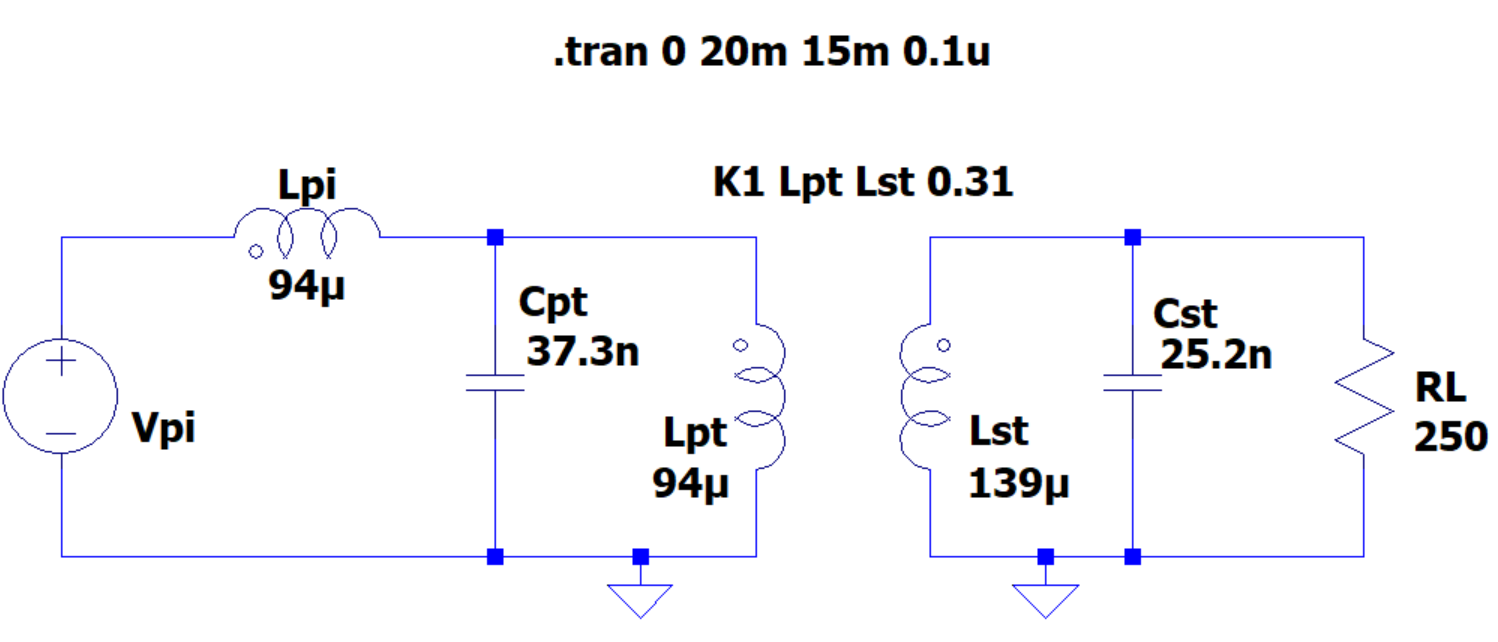 .tran 0 20m 15m 0.1u
K1 Lpt Lst 0.31
Lpi
94µ
Cpt
37.3n
Cst
25.2n
Vpi
Lpt
94µ
Lst
139µ
RL
250